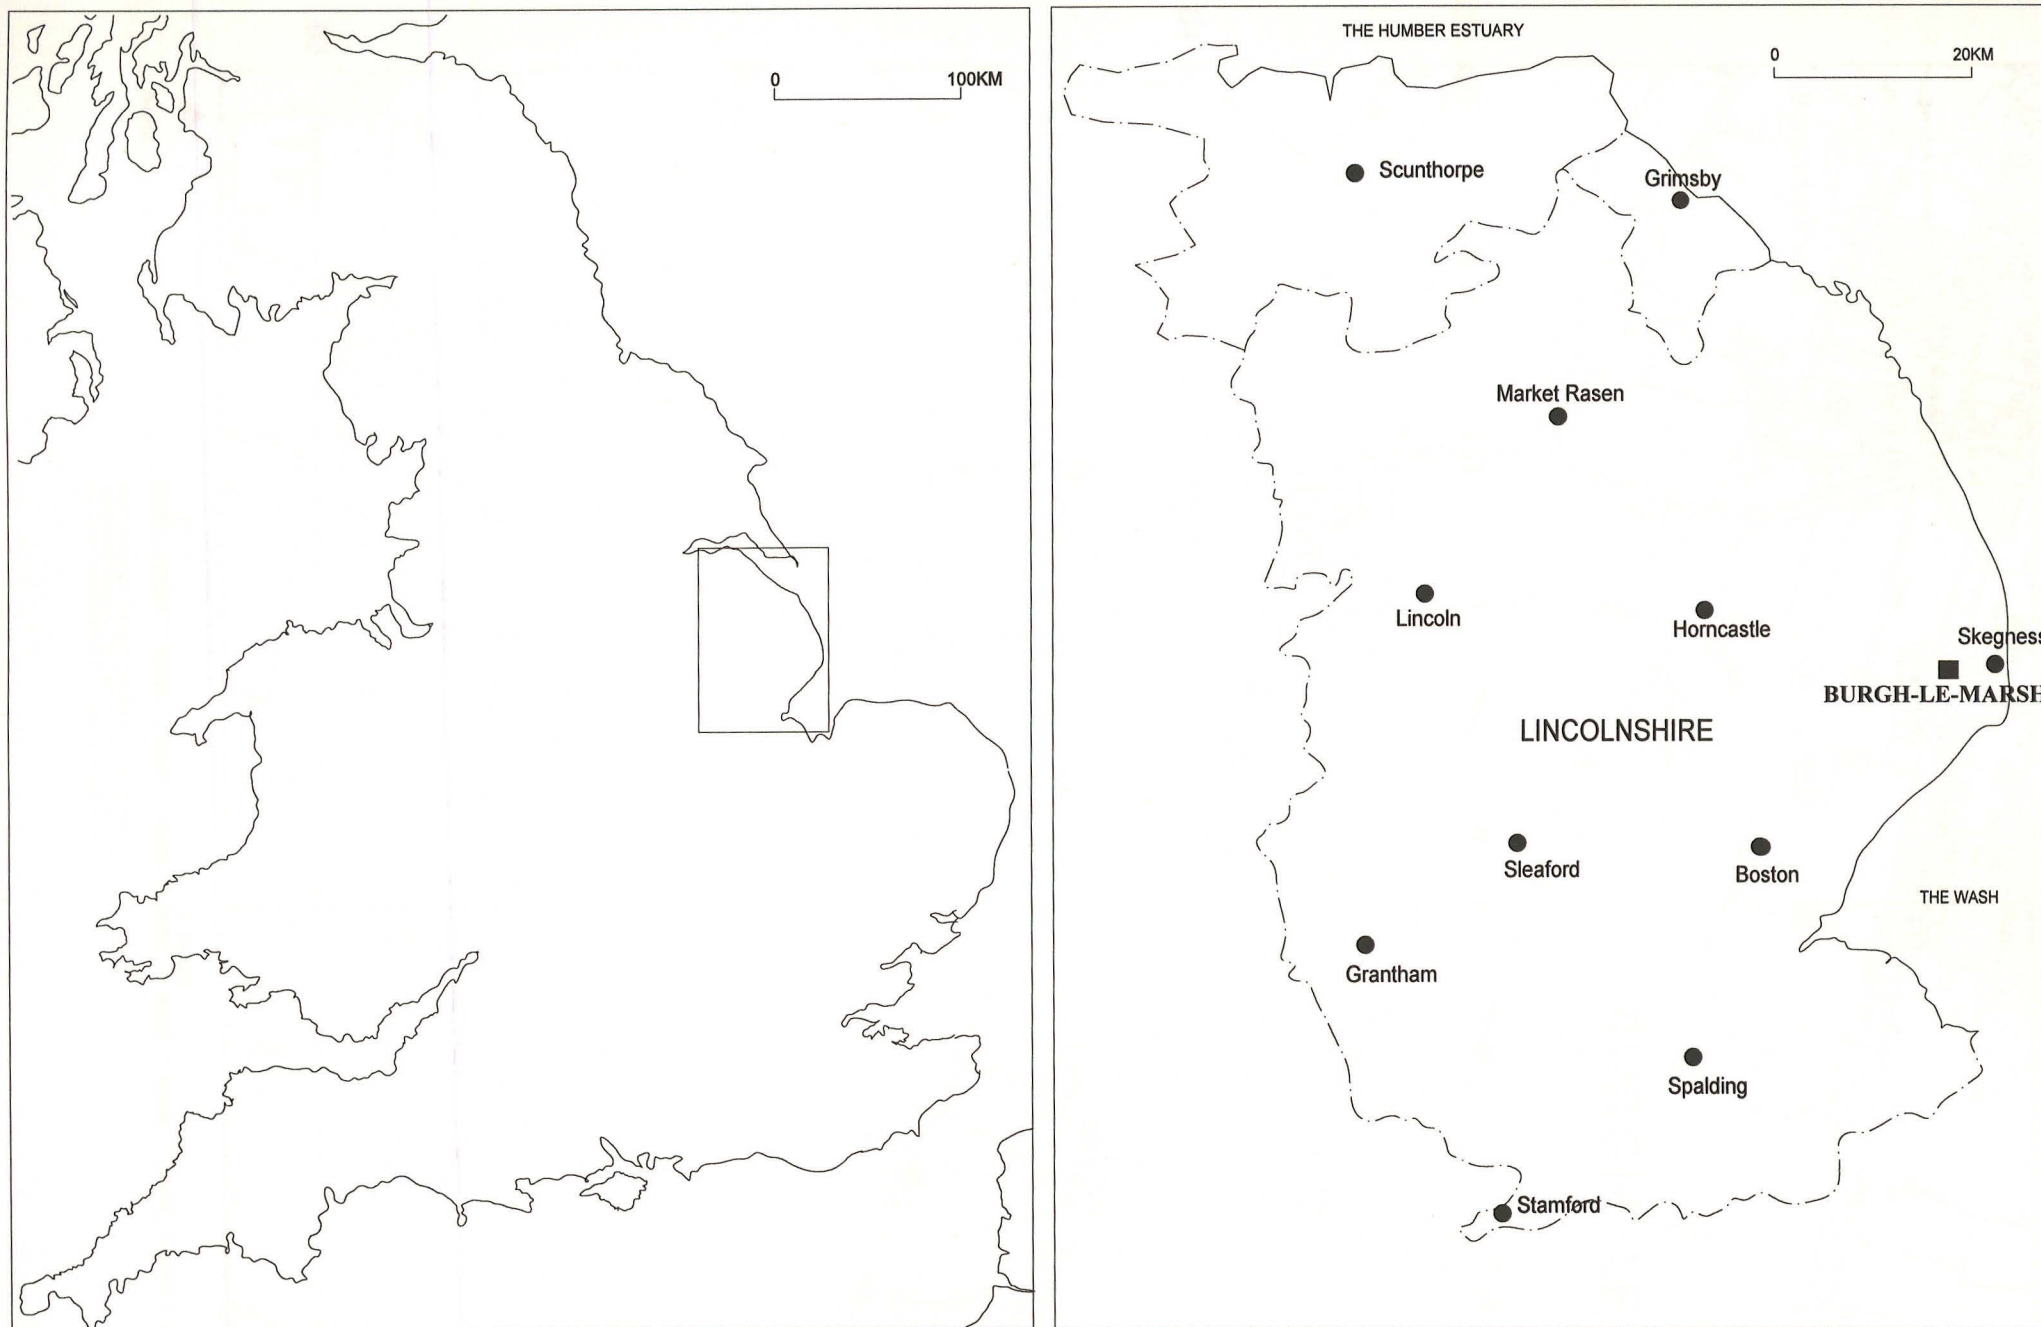 0 100KM
THE HUMBER ESTUARY
0 20KM
Scunthorpe
Grimsby
Market Rasen
Lincoln
Horncastle
Skegness
BURGH-LE-MARSH
LINCOLNSHIRE
Sleaford
Boston
THE WASH
Grantham
Spalding
Stamford